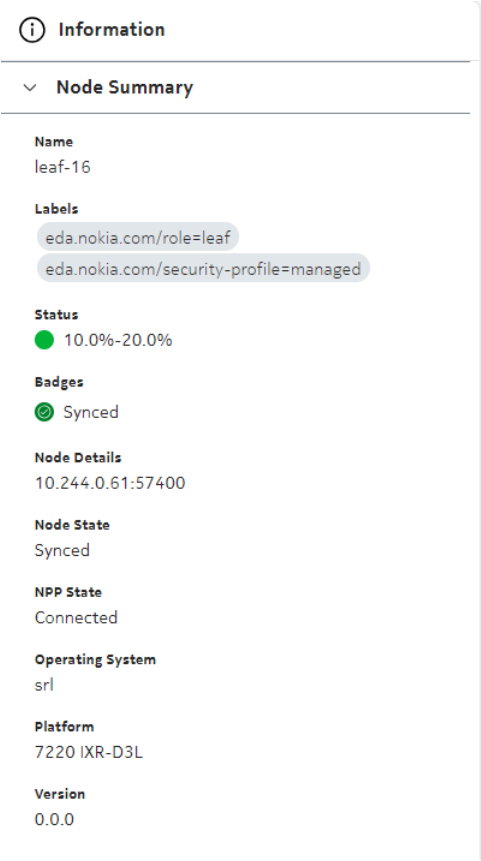 Information
Node Summary
Name
leaf-16
Labels
eda.nokia.com/role=leaf
eda.nokia.com/security-profile=managed
Status
10.0%-20.0%
Badges
Synced
Node Details
10.244.0.61:57400
Node State
Synced
NPP State
Connected
Operating System
srl
Platform
7220 IXR-D3L
Version
0.0.0